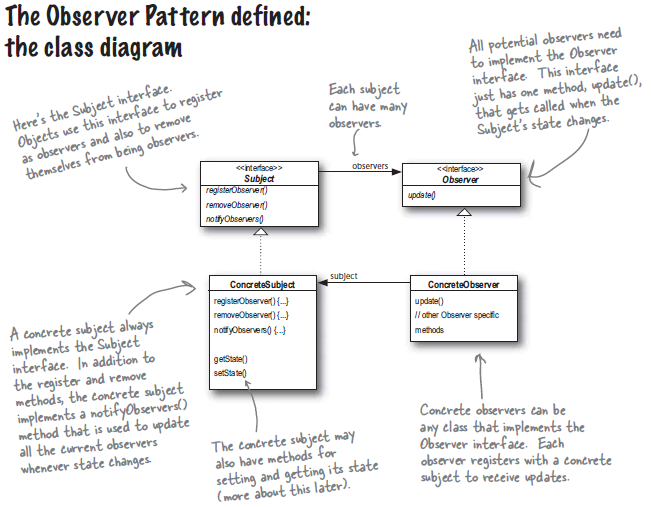 The Observer Pattern defined:
the class diagram
Here's the Subject interface.
Objects use this interface to register
as observers and also to remove
themselves from being observers.
Each subject
can have many
observers.
All potential observers need
to implement the Observer
interface. This interface
just has one method, update(),
that gets called when the
Subject's state changes.
<<interface>>
Subject
registerObserver()
removeObserver()
notifyObservers()
observers
<<interface>>
Observer
update()
ConcreteSubject
registerObserver() {...}
removeObserver() {...}
notifyObservers() {...}
getState()
setState()
subject
ConcreteObserver
update()
// other Observer specific
methods
A concrete subject always
implements the Subject
interface. In addition to
the register and remove
methods, the concrete subject
implements a notifyObservers()
method that is used to update
all the current observers
whenever state changes.
The concrete subject may
also have methods for
setting and getting its state
(more about this later).
Concrete observers can be
any class that implements the
Observer interface. Each
observer registers with a concrete
subject to receive updates.